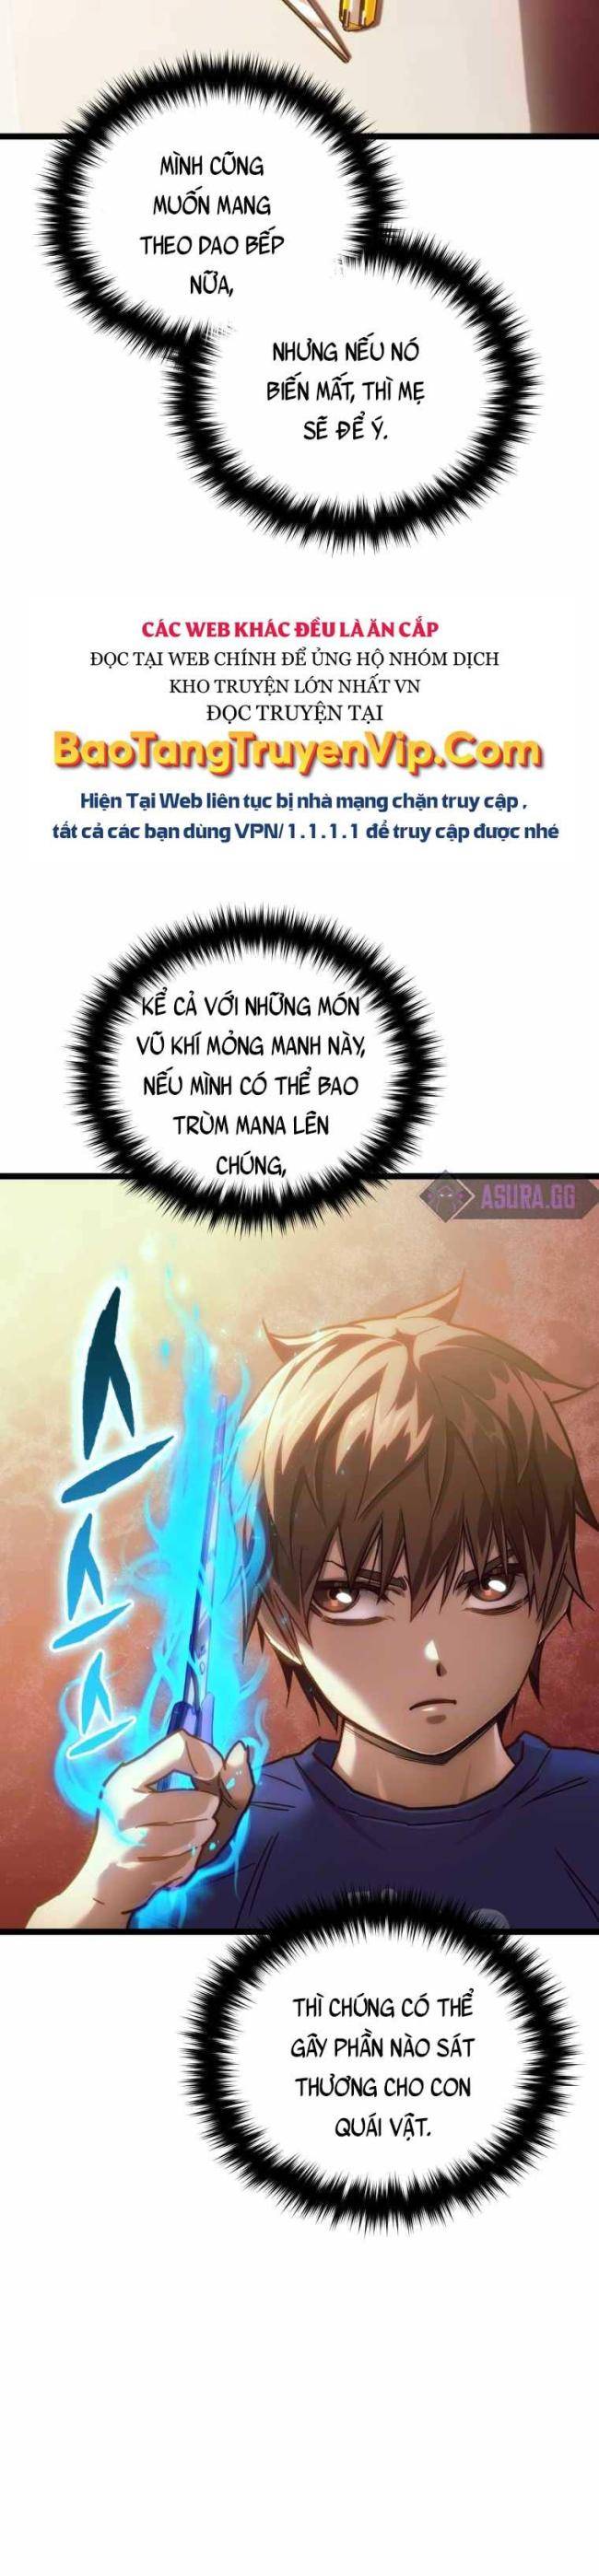 MÌNH CŨNG
MUỐN MANG
THEO DAO BẾP
NỮA,
NHƯNG NẾU NÓ
BIẾN MẤT, THÌ MẸ
SẼ ĐỂ Ý.
CÁC WEB KHÁC ĐỀU LÀ ĂN CẮP
ĐỌC TẠI WEB CHÍNH ĐỂ ỦNG HỘ NHÓM DỊCH
KHO TRUYỆN LỚN NHẤT VN
ĐỌC TRUYỆN TẠI
BaoTangTruyenVip.Com
Hiện Tại Web liên tục bị nhà mạng chặn truy cập ,
tất cả các bạn dùng VPN/ 1.1.1.1 để truy cập được nhé
KỂ CẢ VỚI NHỮNG MÓN
VŨ KHÍ MỎNG MANH NÀY,
NẾU MÌNH CÓ THỂ BAO
TRÙM MANA LÊN
CHÚNG,
ASURA.GG
THÌ CHÚNG CÓ THỂ
GÂY PHẦN NÀO SÁT
THƯƠNG CHO CON
QUÁI VẬT.